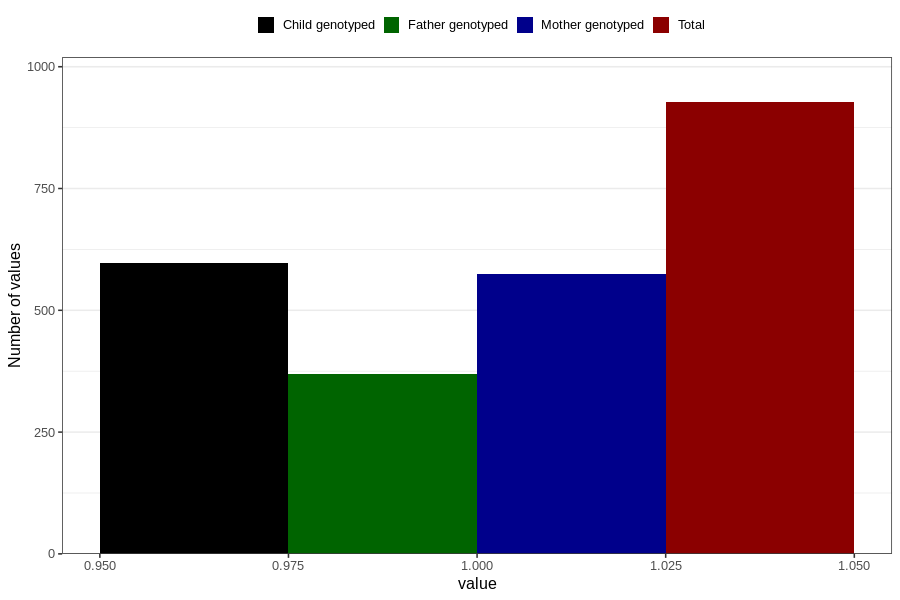 Child genotyped Father genotyped Mother genotyped Total
1000
750
500
250
0
Number of values
0.950 0.975 1.000 1.025 1.050
value